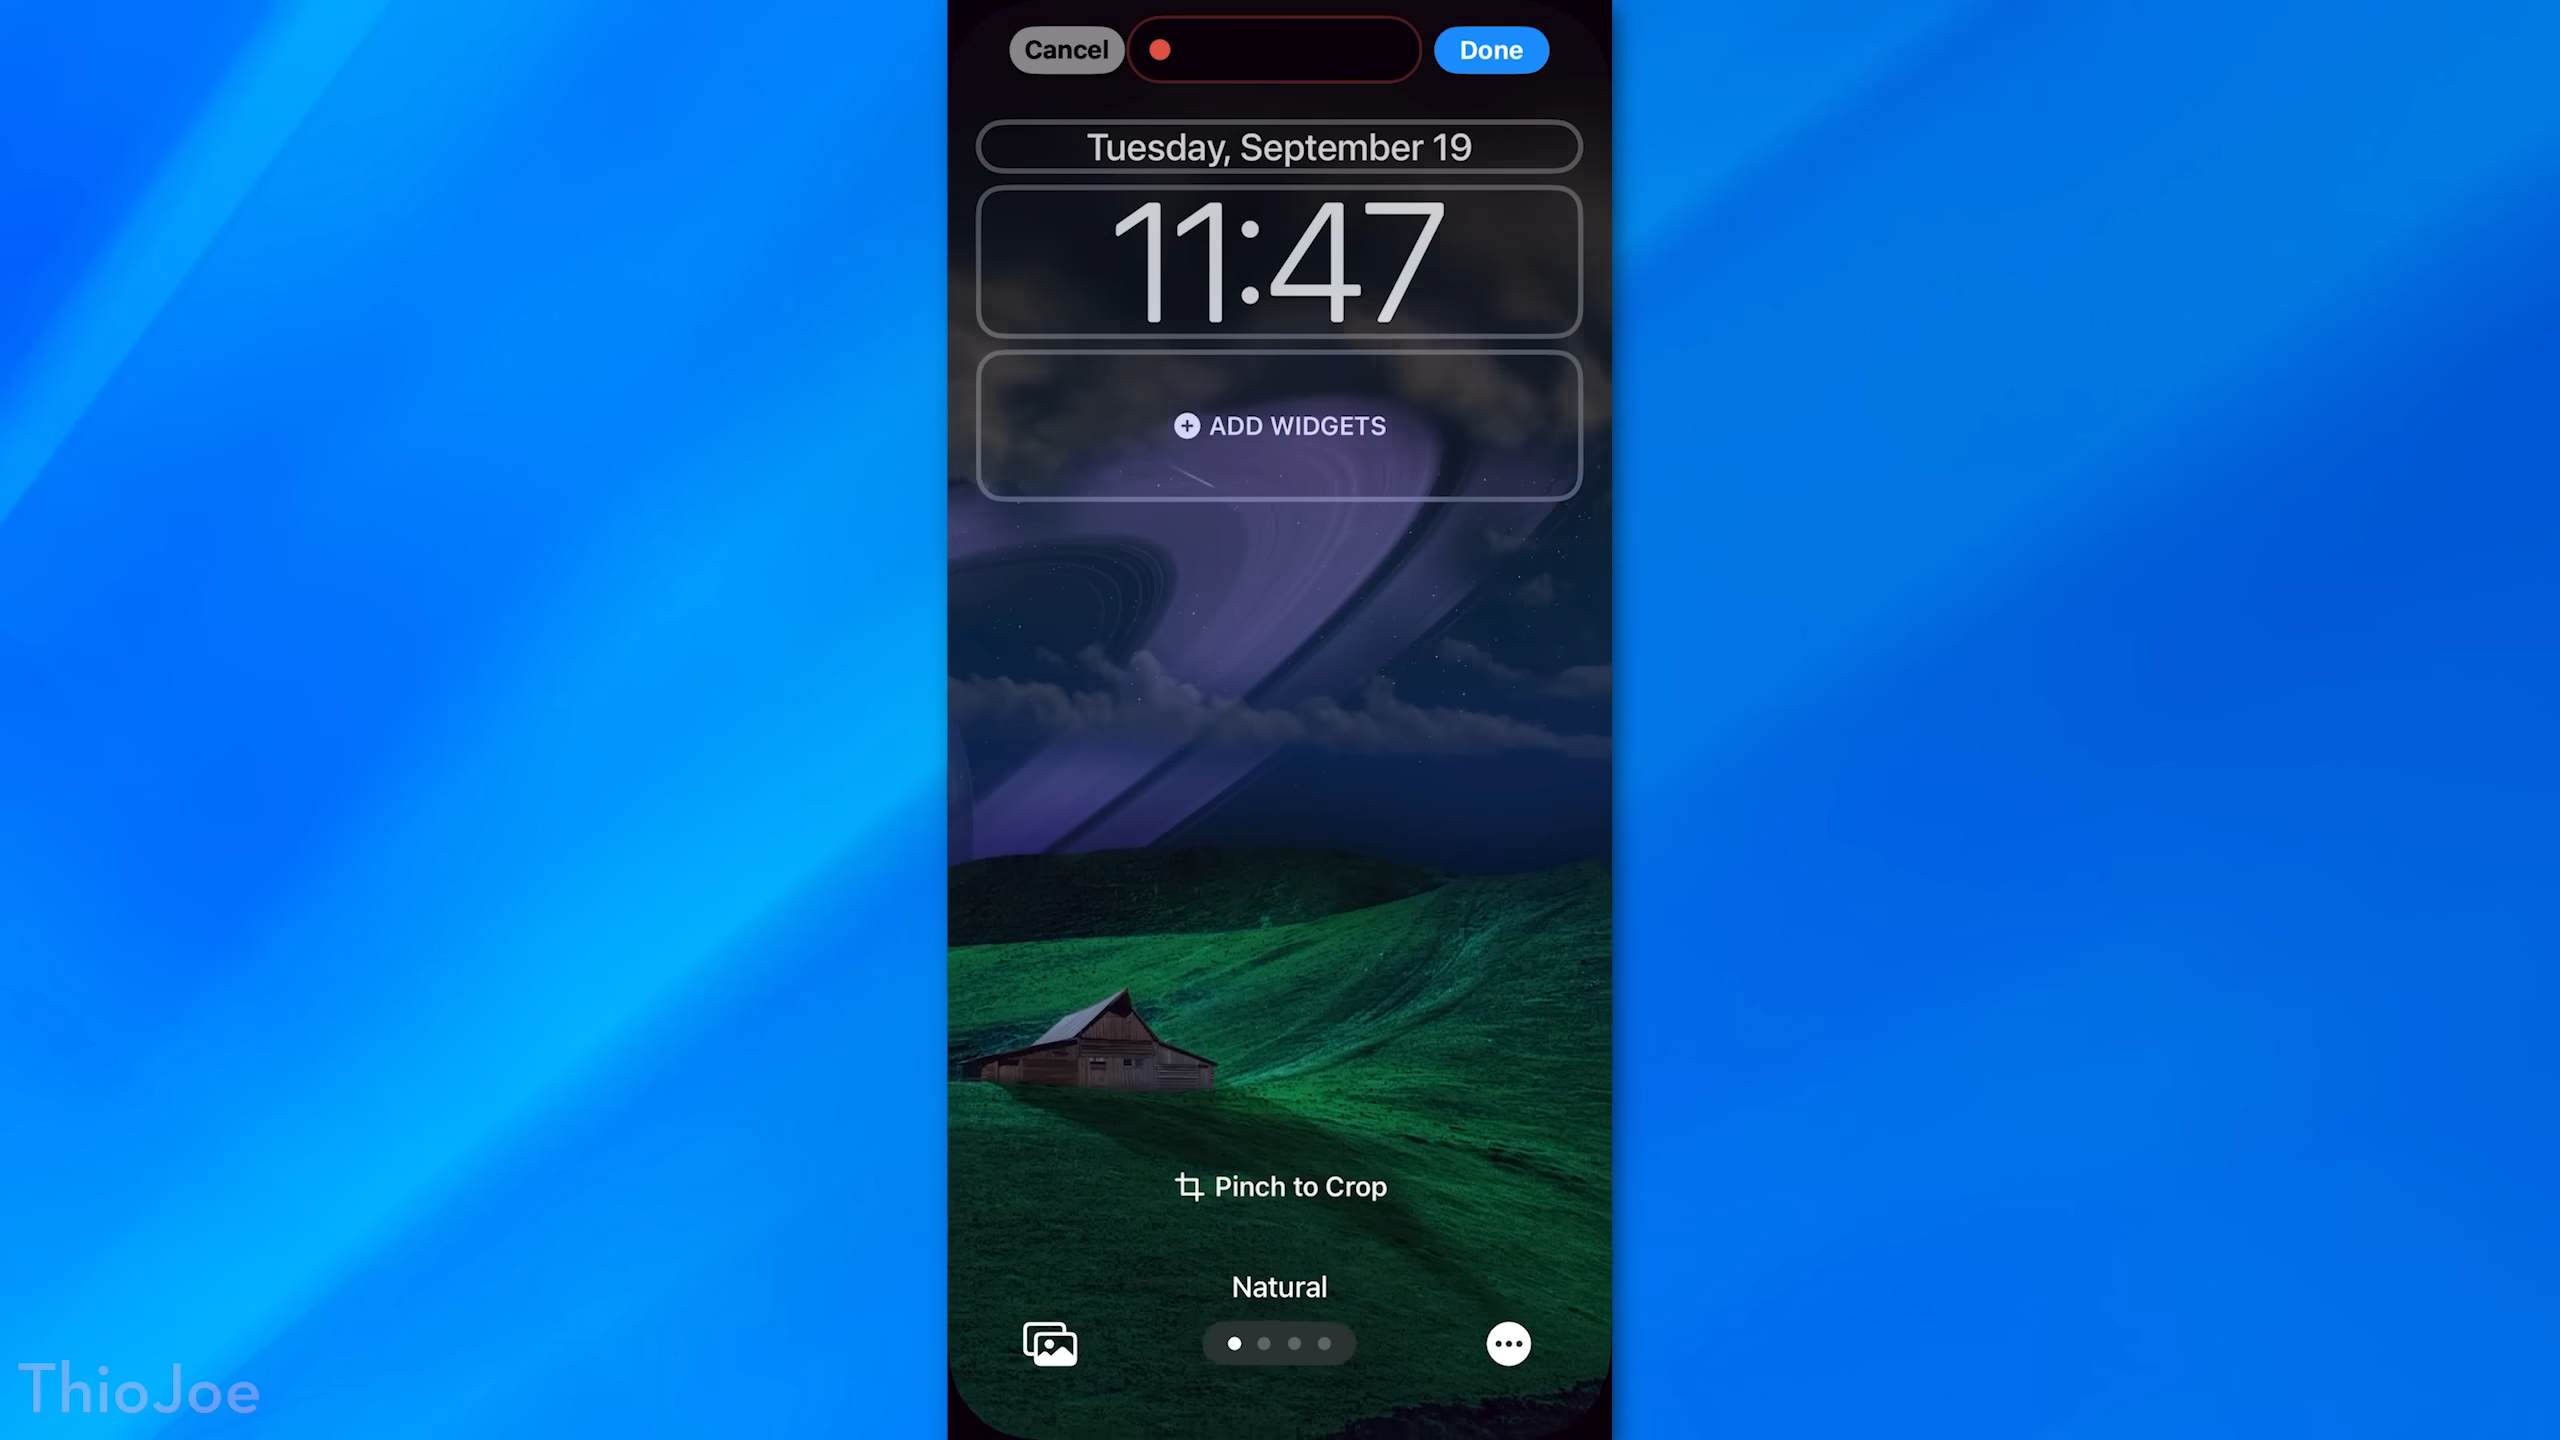 Cancel
Done
Tuesday, September 19
11:47
ADD WIDGETS
Pinch to Crop
Natural
ThioJoe